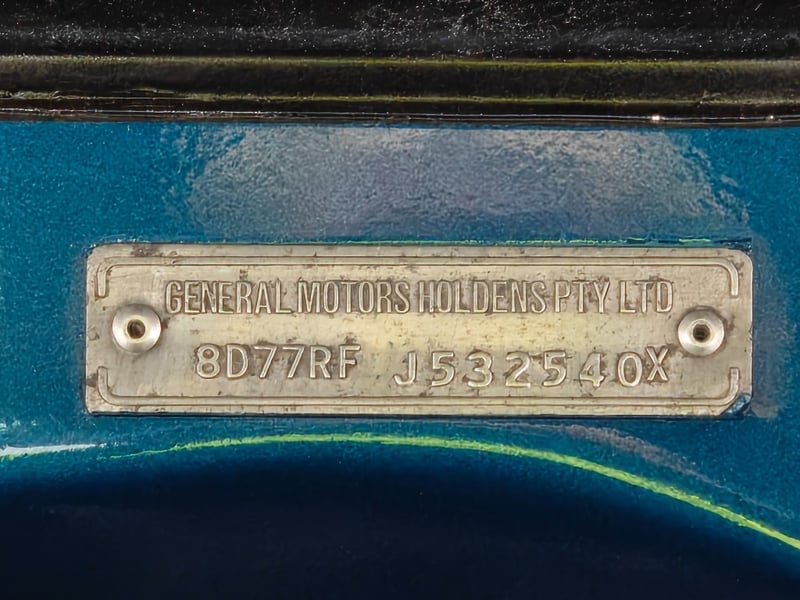 GENERAL MOTORS HOLDENS PTY LTD
8D77RF J532540X